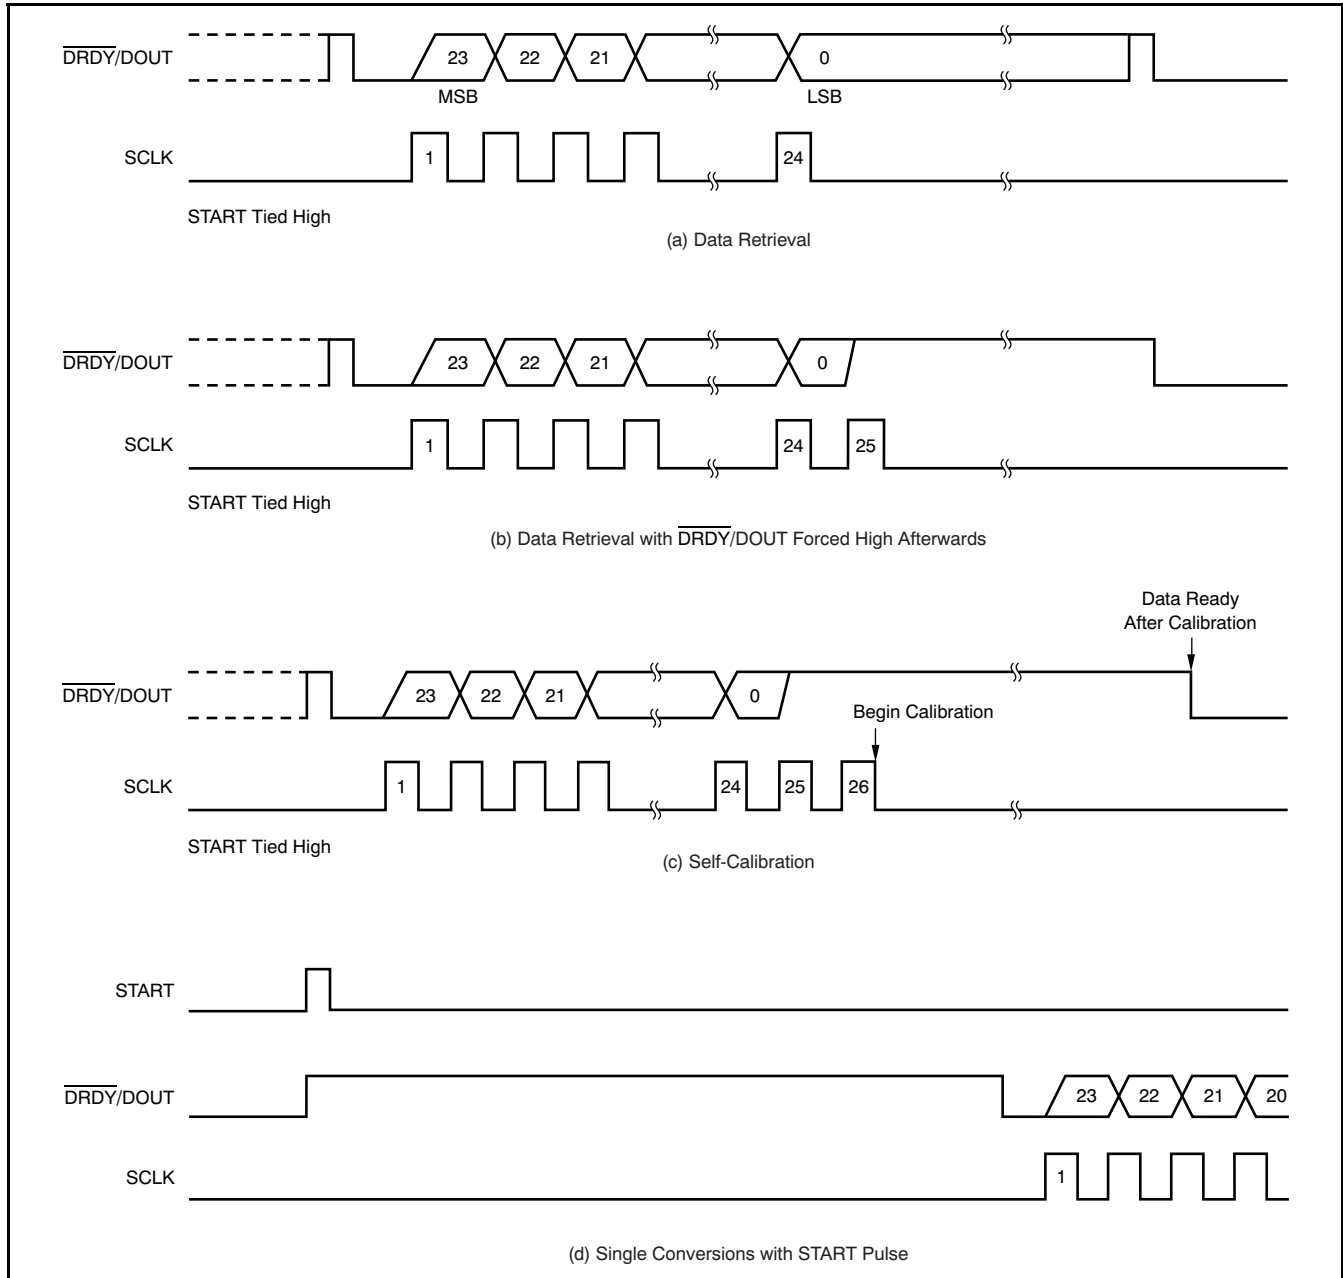 DRDY/DOUT 23 22 21 0
MSB LSB
SCLK 1 24
START Tied High
(a) Data Retrieval
DRDY/DOUT 23 22 21 0
SCLK 1 24 25
START Tied High
(b) Data Retrieval with DRDY/DOUT Forced High Afterwards
Data Ready
After Calibration
DRDY/DOUT 23 22 21 0
Begin Calibration
SCLK 1 24 25 26
START Tied High
(c) Self-Calibration
START
DRDY/DOUT 23 22 21 20
SCLK 1
(d) Single Conversions with START Pulse